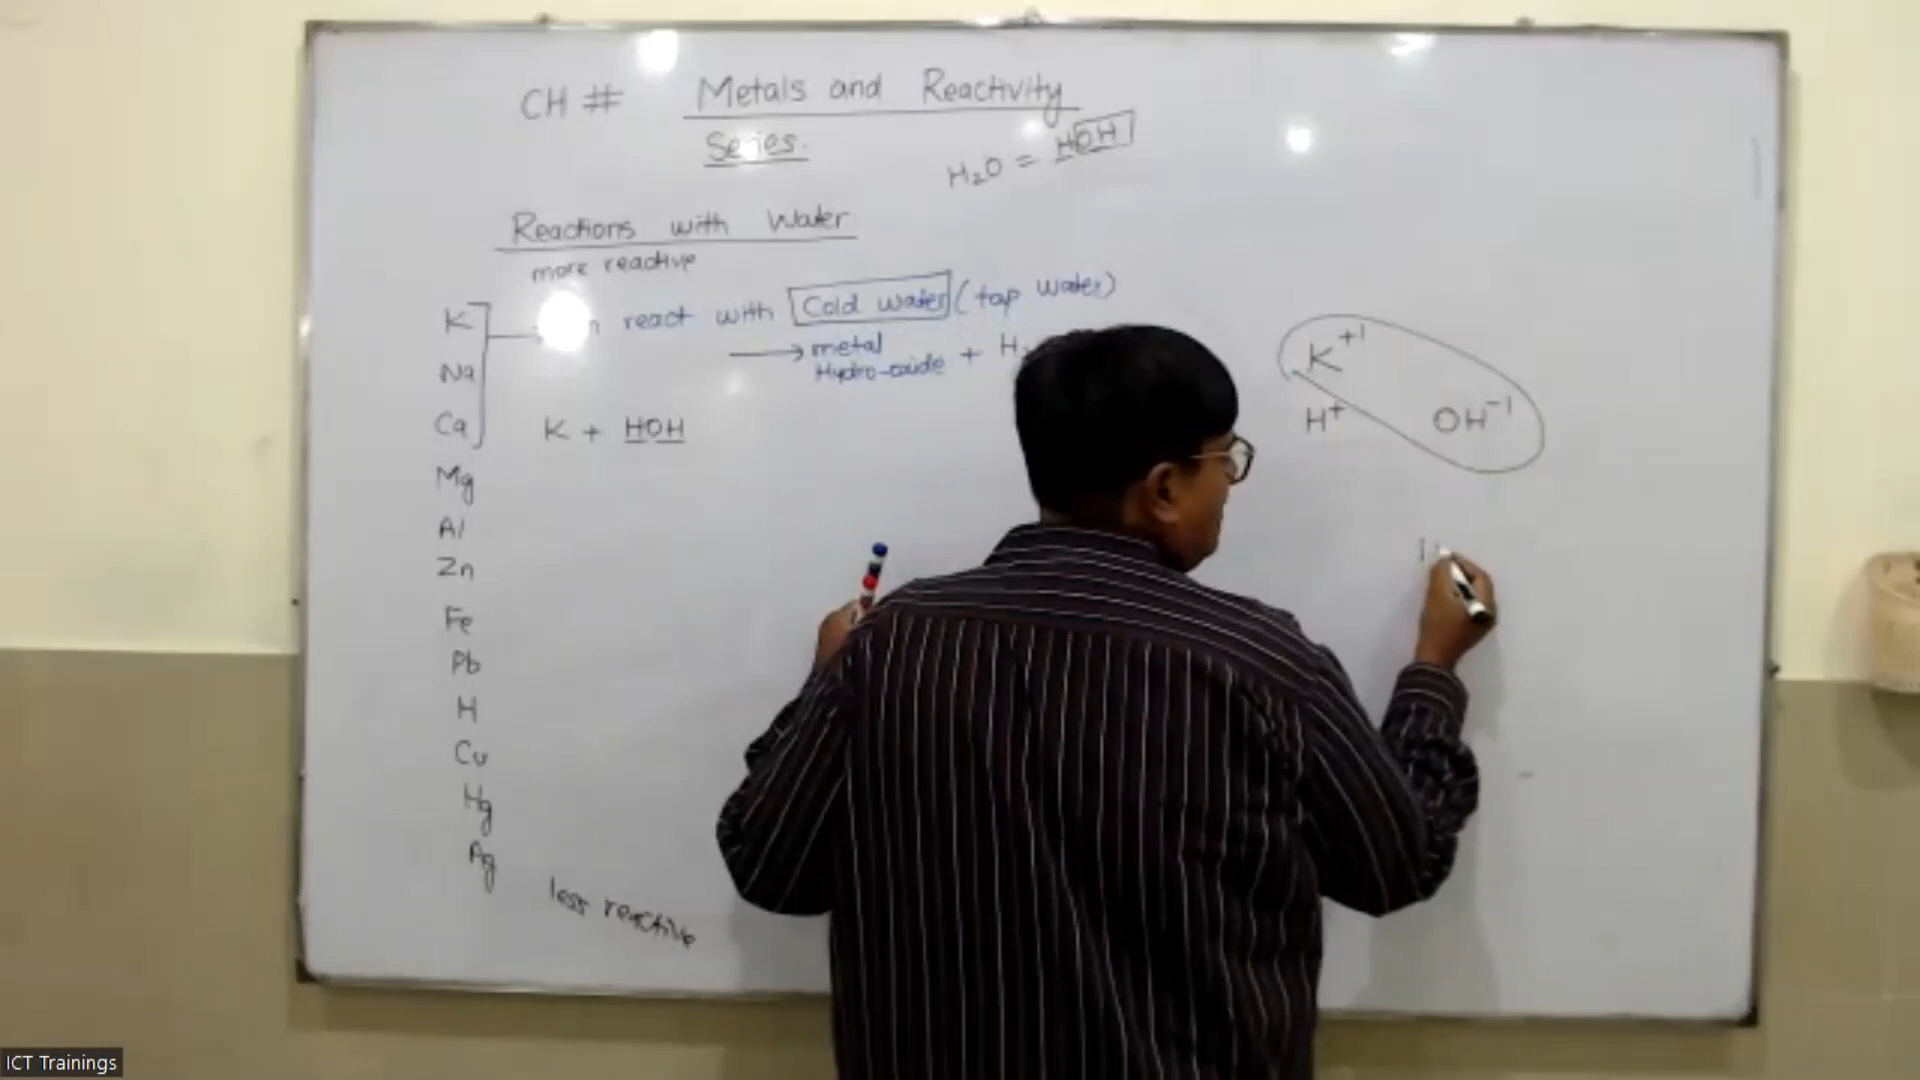 CH # Metals and Reactivity
Series.
H₂O = HOH
Reactions with Water
more reactive
K react with Cold water (tap water)
→ metal
Hydro-oxide + H
Na
Ca K + HOH
Mg
Al
Zn
Fe
Pb
H
Cu
Hg
Ag
less reactive
K⁺¹
H⁺ OH⁻¹
ICT Trainings